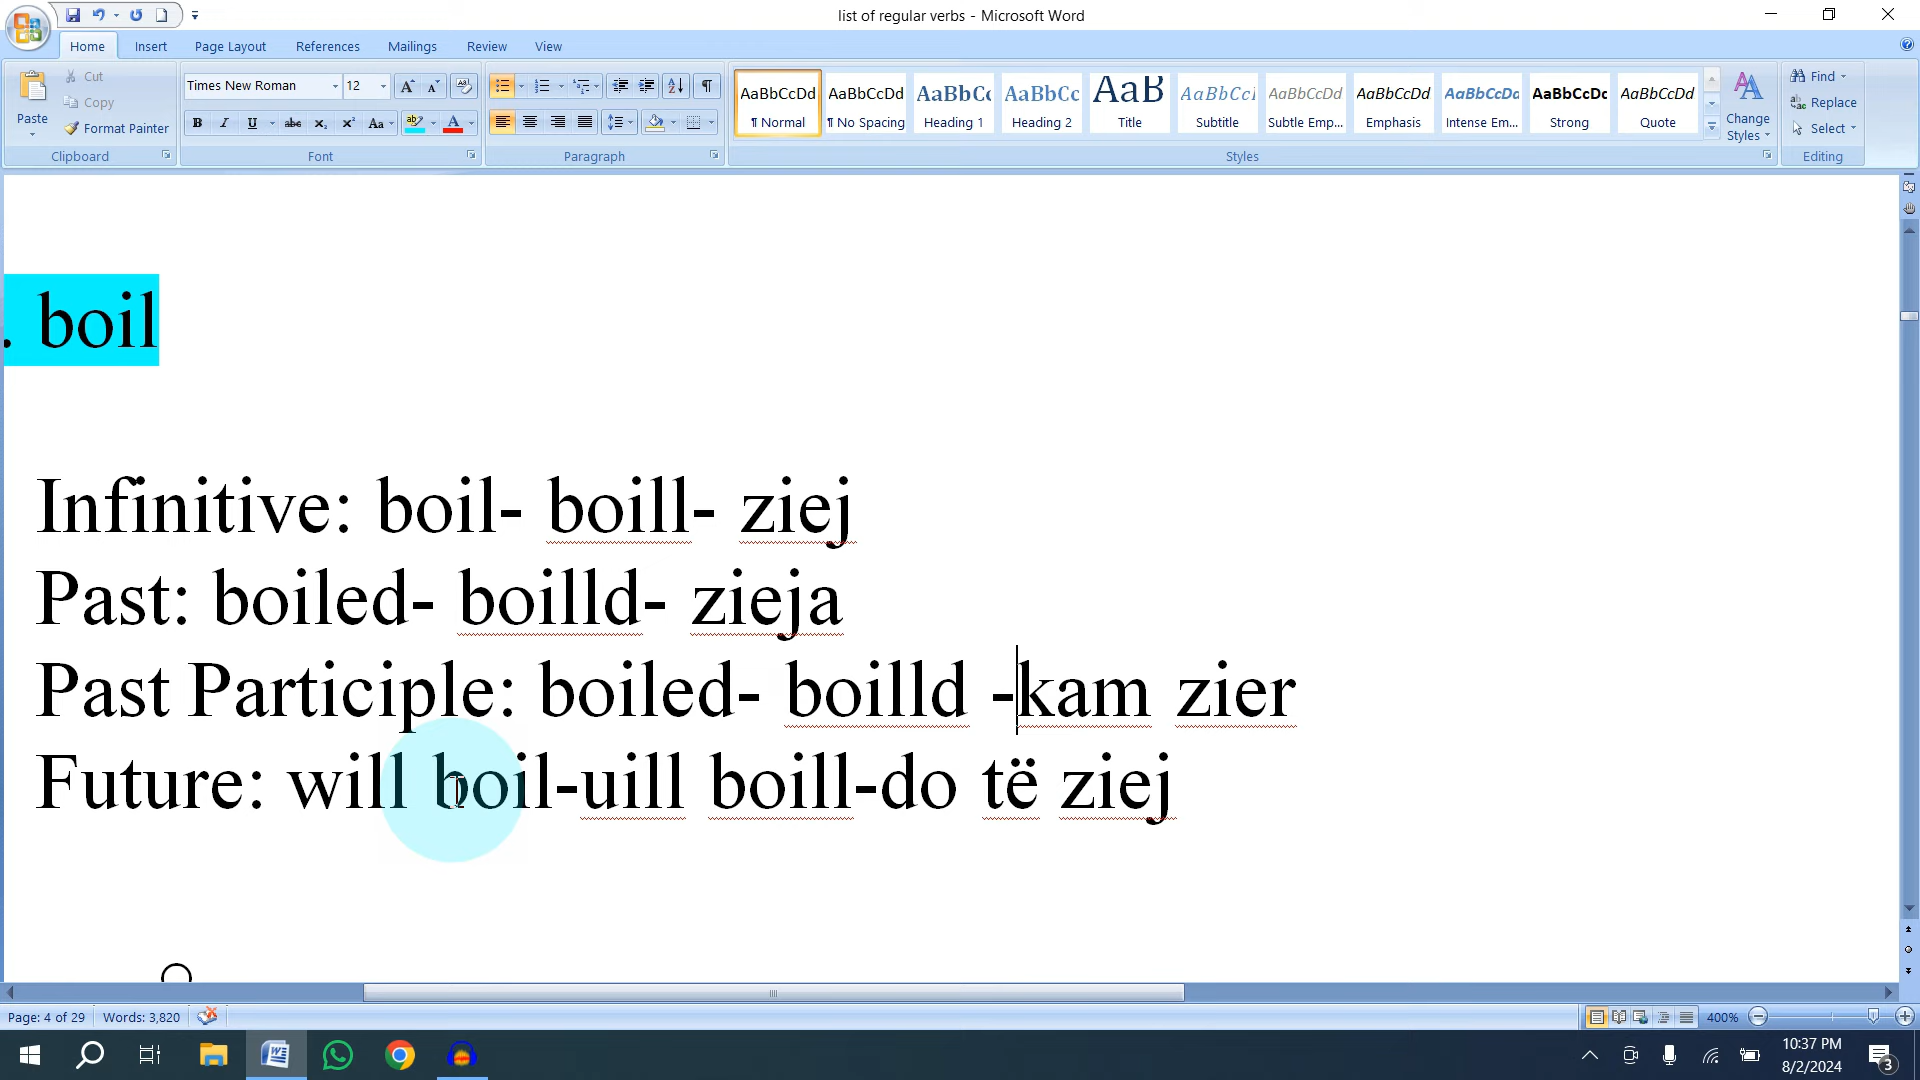 list of regular verbs - Microsoft Word
Home Insert Page Layout References Mailings Review View
Paste
Cut
Copy
Format Painter
Clipboard
Times New Roman 12
Font
Paragraph
AaBbCcDd AaBbCcDd AaBbCc AaBbCc AaB AaBbCcI AaBbCcDd AaBbCcDd AaBbCcDd AaBbCcDd AaBbCcDd
¶ Normal ¶ No Spacing Heading 1 Heading 2 Title Subtitle Subtle Emp... Emphasis Intense Em... Strong Quote
Change Styles
Styles
Find
Replace
Select
Editing
. boil
Infinitive: boil- boill- ziej
Past: boiled- boilld- zieja
Past Participle: boiled- boilld -kam zier
Future: will boil-uill boill-do të ziej
Page: 4 of 29 Words: 3,820 400%
10:37 PM
8/2/2024
3